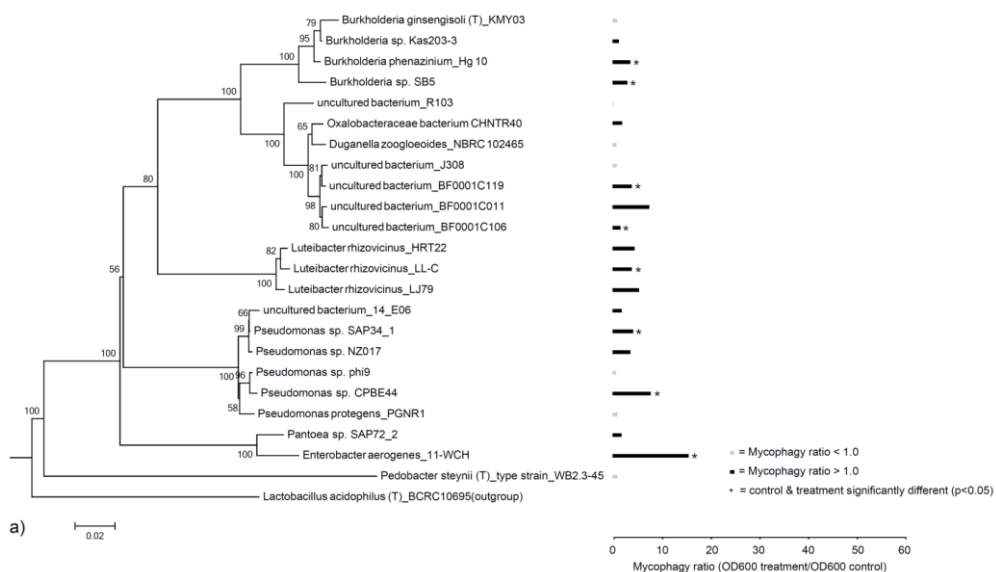 79
Burkholderia ginsengisoli (T)_KMY03
95
Burkholderia sp. Kas203-3
100
Burkholderia phenazinium_Hg 10 *
Burkholderia sp. SB5 *
100
uncultured bacterium_R103
65
Oxalobacteraceae bacterium CHNTR40
100
Duganella zoogloeoides_NBRC 102465
100
81
uncultured bacterium_J308
80
uncultured bacterium_BF0001C119 *
98
uncultured bacterium_BF0001C011
80
uncultured bacterium_BF0001C106 *
82
Luteibacter rhizovicinus_HRT22
56
Luteibacter rhizovicinus_LL-C *
100
Luteibacter rhizovicinus_LJ79
66
uncultured bacterium_14_E06
99
Pseudomonas sp. SAP34_1 *
100
Pseudomonas sp. NZ017
100
96
Pseudomonas sp. phi9
Pseudomonas sp. CPBE44 *
58
Pseudomonas protegens_PGNR1
100
Pantoea sp. SAP72_2
100
Enterobacter aerogenes_11-WCH *
Pedobacter steynii (T)_type strain_WB2.3-45
Lactobacillus acidophilus (T)_BCRC10695(outgroup)
= Mycophagy ratio < 1.0
= Mycophagy ratio > 1.0
* = control & treatment significantly different (p<0.05)
a)
0.02
0 10 20 30 40 50 60
Mycophagy ratio (OD600 treatment/OD600 control)